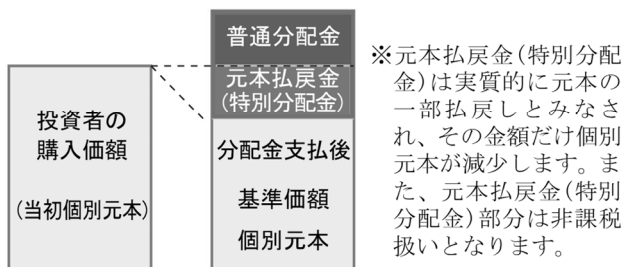 普通分配金
元本払戻金
(特別分配金)
投資者の
購入価額
(当初個別元本)
分配金支払後
基準価額
個別元本
※元本払戻金(特別分配
金)は実質的に元本の
一部払戻しとみなさ
れ、その金額だけ個別
元本が減少します。ま
た、元本払戻金(特別
分配金)部分は非課税
扱いとなります。